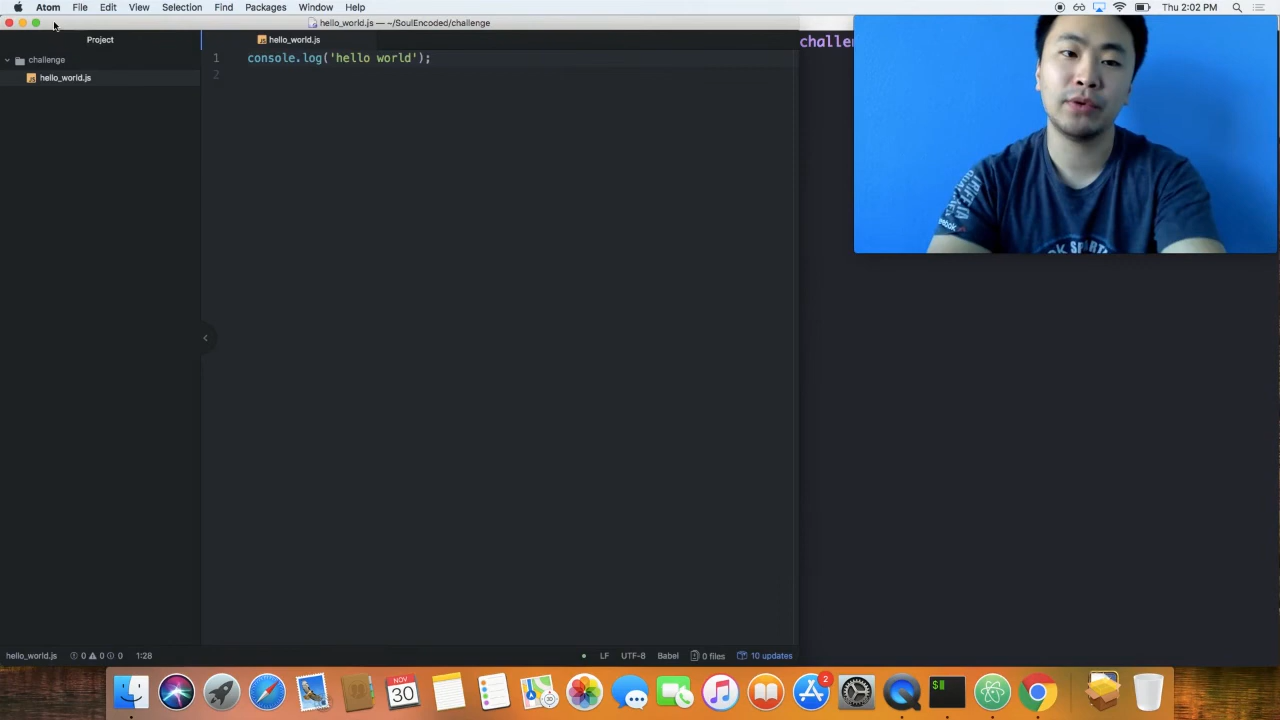 Atom File Edit View Selection Find Packages Window Help Thu 2:02 PM
hello_world.js — ~/SoulEncoded/challenge
Project
hello_world.js
challen
challenge
hello_world.js
1 console.log('hello world');
2
hello_world.js 0 0 0 1:28 LF UTF-8 Babel 0 files 10 updates
NOV
30
2
$